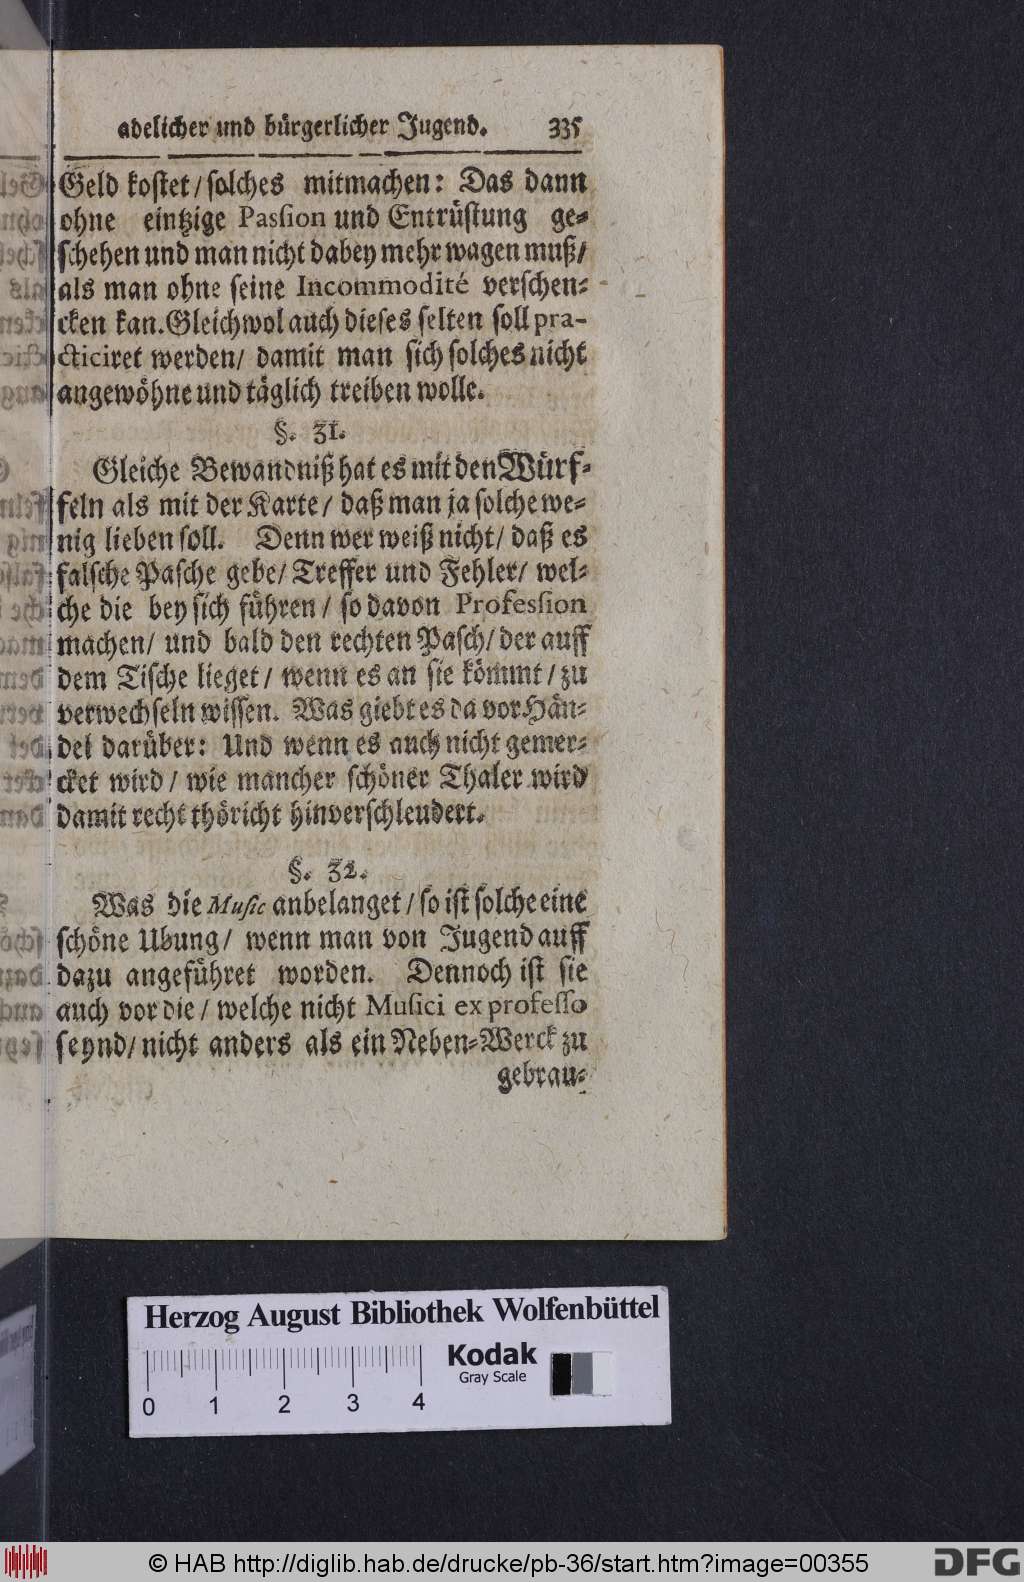 adelicher und bürgerlicher Jugend. 335
Geld kostet / solches mitmachen: Das dann
ohne eintzige Passion und Entrüstung ge-
schehen und man nicht dabey mehr wagen muß /
als man ohne seine Incommodité verschen-
cken kan. Gleichwol auch dieses selten soll pra-
cticiret werden / damit man sich solches nicht
angewöhne und täglich treiben wolle.
§. 31.
Gleiche Bewandniß hat es mit den Würf-
feln als mit der Karte / daß man ja solche we-
nig lieben soll. Denn wer weiß nicht / daß es
falsche Pasche gebe / Treffer und Fehler / wel-
che die bey sich führen / so davon Profession
machen / und bald den rechten Pasch / der auff
dem Tische lieget / wenn es an sie kömmt / zu
verwechseln wissen. Was giebt es da vor Hän-
del darüber: Und wenn es auch nicht gemer-
cket wird / wie mancher schöner Thaler wird
damit recht thöricht hinverschleudert.
§. 32.
Was die Music anbelanget / so ist solche eine
schöne Ubung / wenn man von Jugend auff
dazu angeführet worden. Dennoch ist sie
auch vor die / welche nicht Musici ex professo
seynd / nicht anders als ein Neben-Werck zu
gebrau-
Herzog August Bibliothek Wolfenbüttel
Kodak
Gray Scale
0 1 2 3 4
© HAB http://diglib.hab.de/drucke/pb-36/start.htm?image=00355
DFG